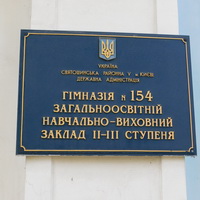 УКРАЇНА
СВЯТОШИНСЬКА РАЙОННА У м. КИЄВІ
ДЕРЖАВНА АДМІНІСТРАЦІЯ
ГІМНАЗІЯ № 154
ЗАГАЛЬНООСВІТНІЙ
НАВЧАЛЬНО-ВИХОВНИЙ
ЗАКЛАД II-III СТУПЕНЯ